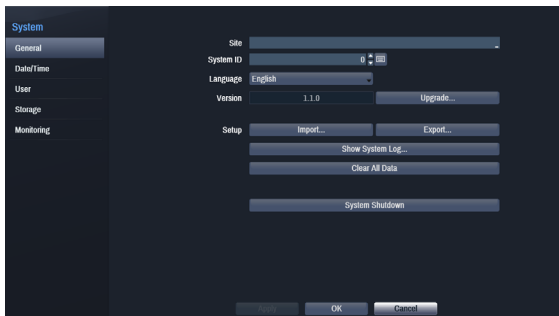 System
General
Date/Time
User
Storage
Monitoring
Site
System ID 0
Language English
Version 1.1.0 Upgrade...
Setup Import... Export...
Show System Log...
Clear All Data
System Shutdown
Apply OK Cancel